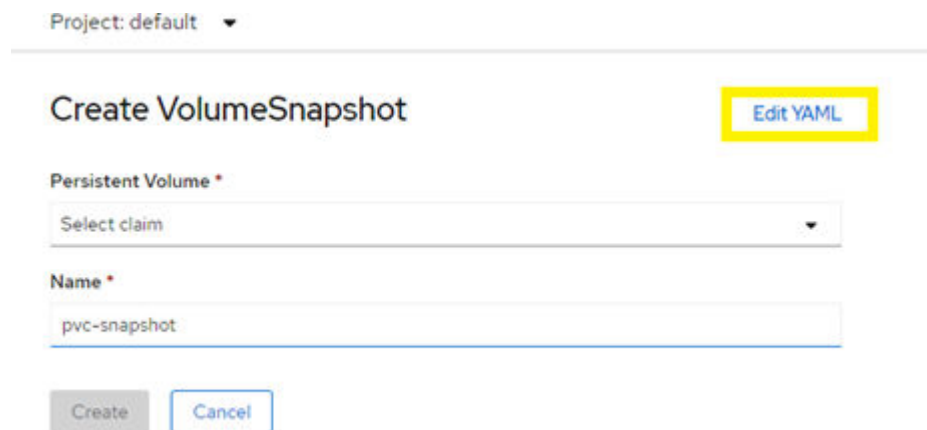 Project: default
Create VolumeSnapshot
Edit YAML
Persistent Volume *
Select claim
Name *
pvc-snapshot
Create Cancel